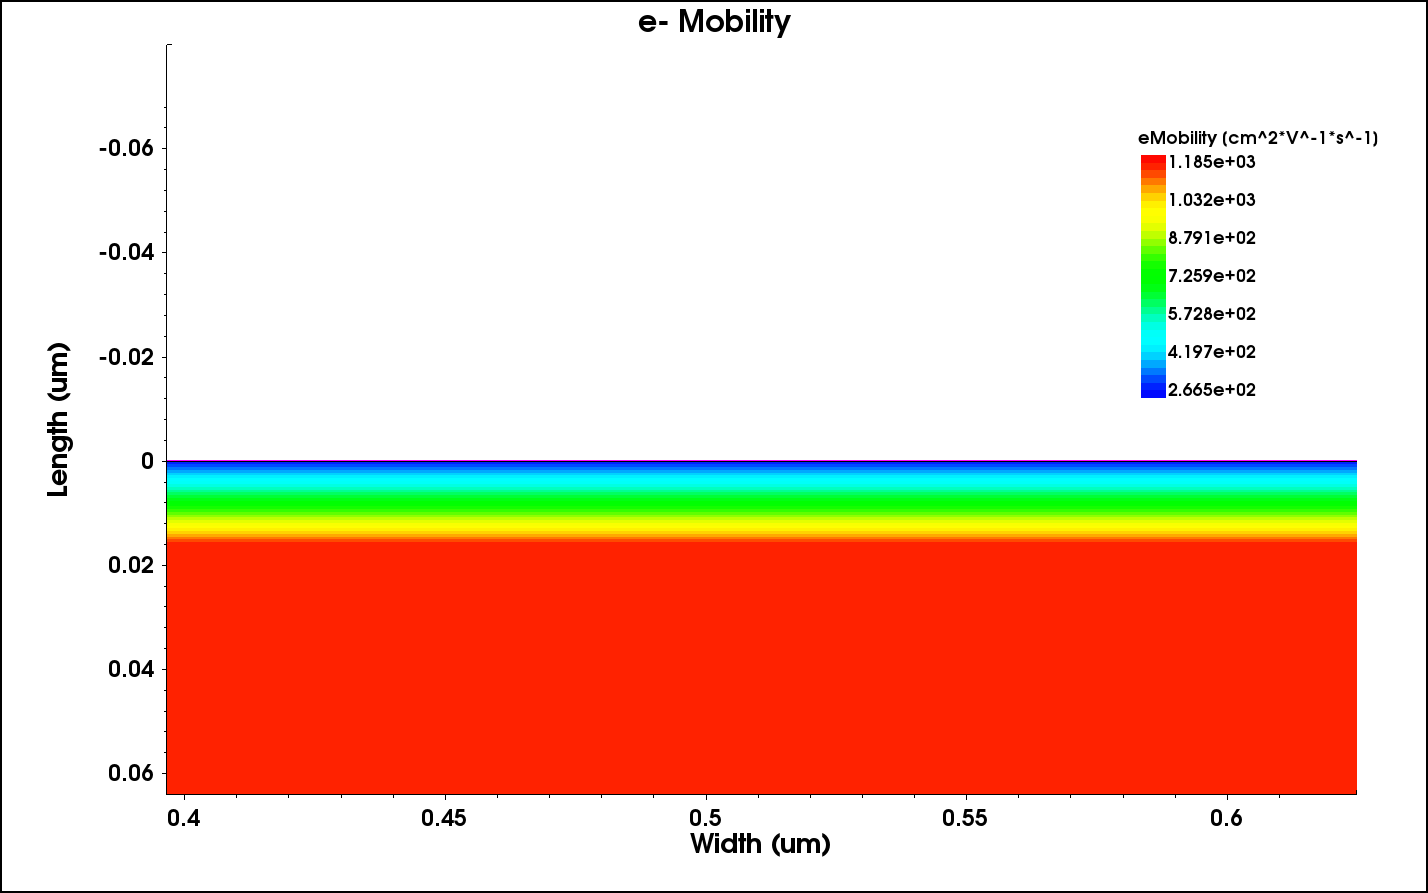 e- Mobility
eMobility (cm^2*V^-1*s^-1)
1.185e+03
1.032e+03
8.791e+02
7.259e+02
5.728e+02
4.197e+02
2.665e+02
Length (um)
-0.06
-0.04
-0.02
0
0.02
0.04
0.06
0.4 0.45 0.5 0.55 0.6
Width (um)